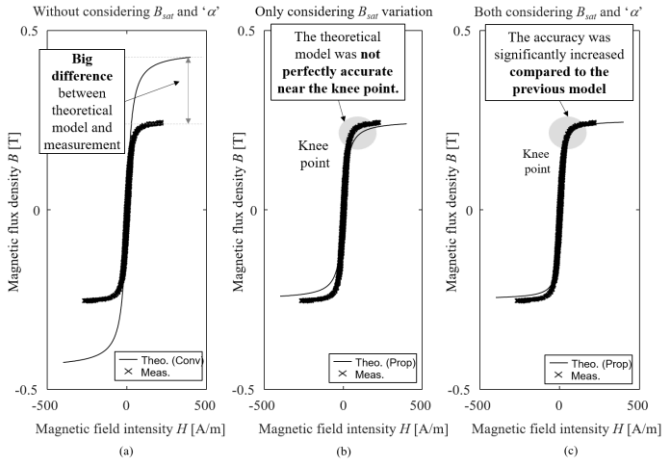 Without considering Bsat and ‘α’
0.5
Big
difference
between
theoretical
model and
measurement
Magnetic flux density B [T]
0
Theo. (Conv)
Meas.
-0.5
-500
0
500
Magnetic field intensity H [A/m]
(a)
Only considering Bsat variation
0.5
The theoretical
model was not
perfectly accurate
near the knee point.
Knee
point
Magnetic flux density B [T]
0
Theo. (Prop)
Meas.
-0.5
-500
0
500
Magnetic field intensity H [A/m]
(b)
Both considering Bsat and ‘α’
0.5
The accuracy was
significantly increased
compared to the
previous model
Knee
point
Magnetic flux density B [T]
0
Theo. (Prop)
Meas.
-0.5
-500
0
500
Magnetic field intensity H [A/m]
(c)